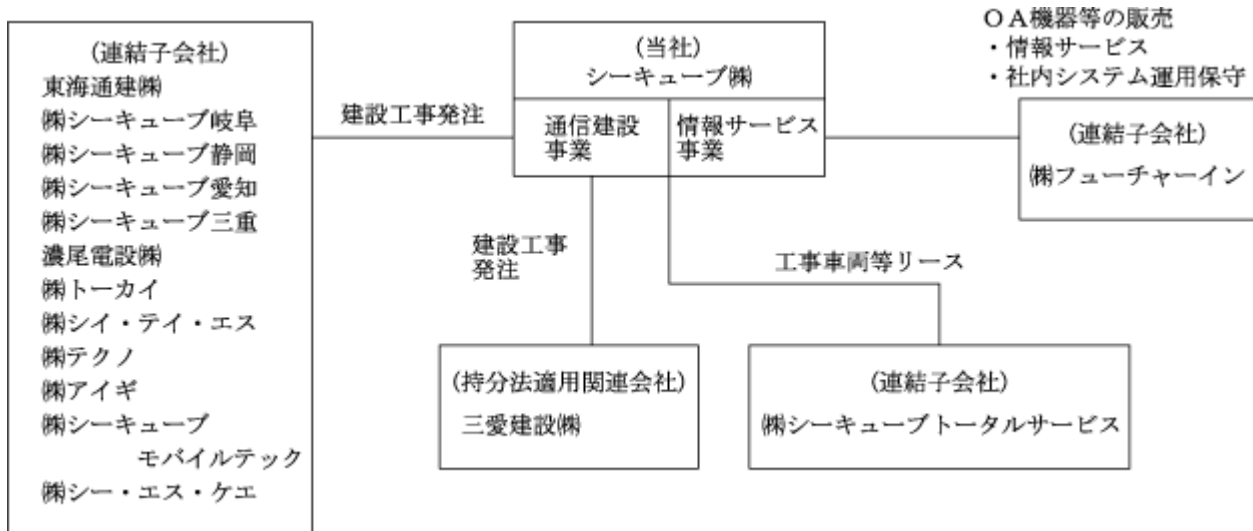 (連結子会社)
東海通建㈱
㈱シーキューブ岐阜
㈱シーキューブ静岡
㈱シーキューブ愛知
㈱シーキューブ三重
濃尾電設㈱
㈱トーカイ
㈱シイ・テイ・エス
㈱テクノ
㈱アイギ
㈱シーキューブ
モバイルテック
㈱シー・エス・ケエ
建設工事発注
(当社)
シーキューブ㈱
通信建設
事業
情報サービス
事業
OA機器等の販売
・情報サービス
・社内システム運用保守
(連結子会社)
㈱フューチャーイン
建設工事
発注
工事車両等リース
(持分法適用関連会社)
三愛建設㈱
(連結子会社)
㈱シーキューブトータルサービス